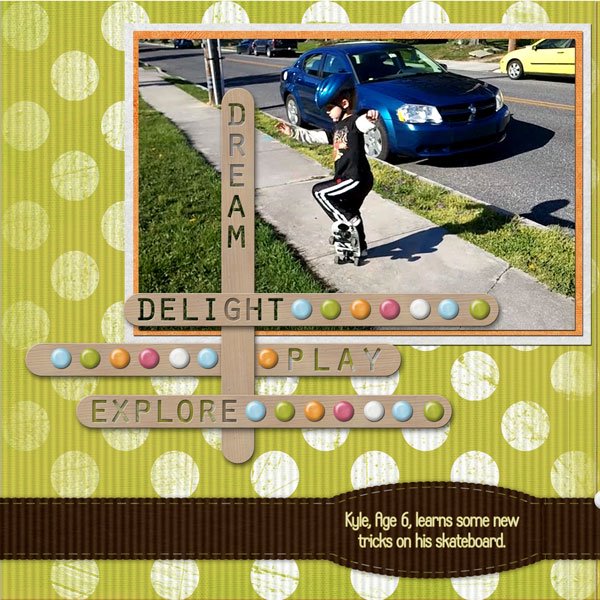 DREAM
DELIGHT
PLAY
EXPLORE
Kyle, Age 6, learns some new
tricks on his skateboard.